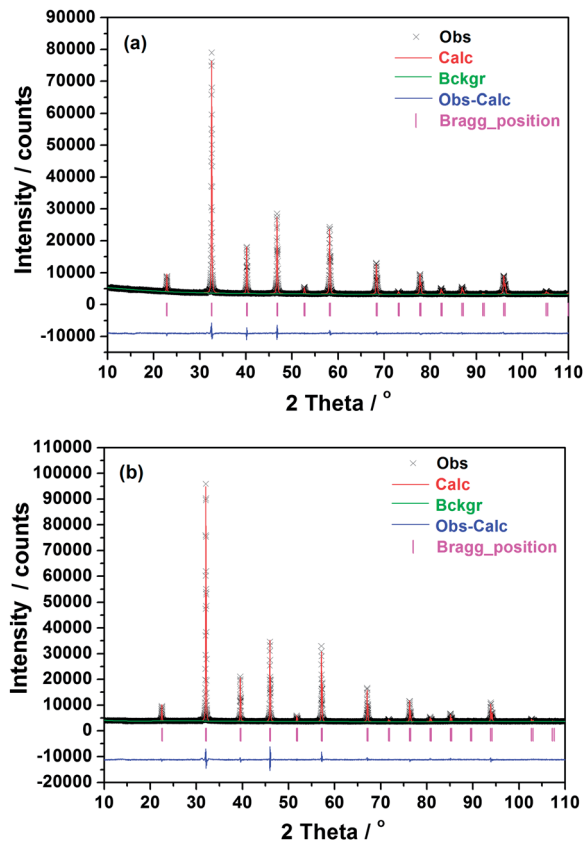 (a)
Obs
Calc
Bckgr
Obs-Calc
Bragg_position
90000
80000
70000
60000
50000
40000
30000
20000
10000
0
-10000
Intensity / counts
10 20 30 40 50 60 70 80 90 100 110
2 Theta / °
(b)
Obs
Calc
Bckgr
Obs-Calc
Bragg_position
110000
100000
90000
80000
70000
60000
50000
40000
30000
20000
10000
0
-10000
-20000
Intensity / counts
10 20 30 40 50 60 70 80 90 100 110
2 Theta / °